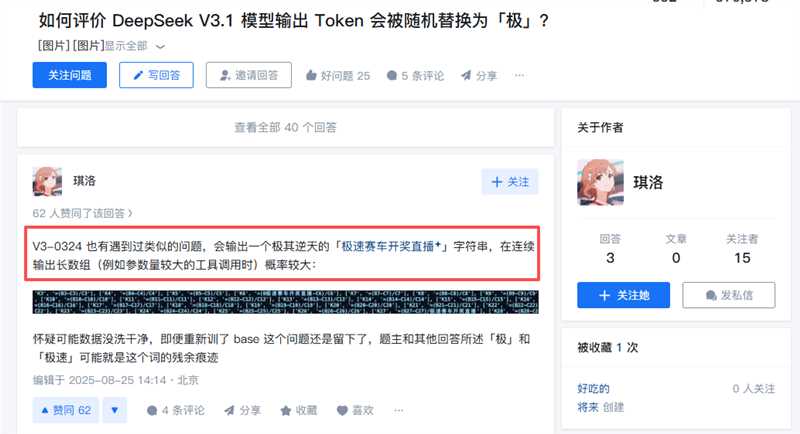 如何评价 DeepSeek V3.1 模型输出 Token 会被随机替换为「极」?
[图片] [图片]显示全部
关注问题
写回答
邀请回答
好问题 25
5 条评论
分享
查看全部 40 个回答
琪洛
关注
62 人赞同了该回答
V3-0324 也有遇到过类似的问题，会输出一个极其逆天的「极速赛车开奖直播」字符串，在连续
输出长数组（例如参数量较大的工具调用时）概率较大：
怀疑可能数据没洗干净，即便重新训了 base 这个问题还是留下了，题主和其他回答所述「极」和
「极速」可能就是这个词的残余痕迹
编辑于 2025-08-25 14:14・北京
赞同 62
4 条评论
分享
收藏
喜欢
关于作者
琪洛
回答
文章
关注者
3
0
15
关注她
发私信
被收藏 1 次
好吃的
0 人关注
将来 创建